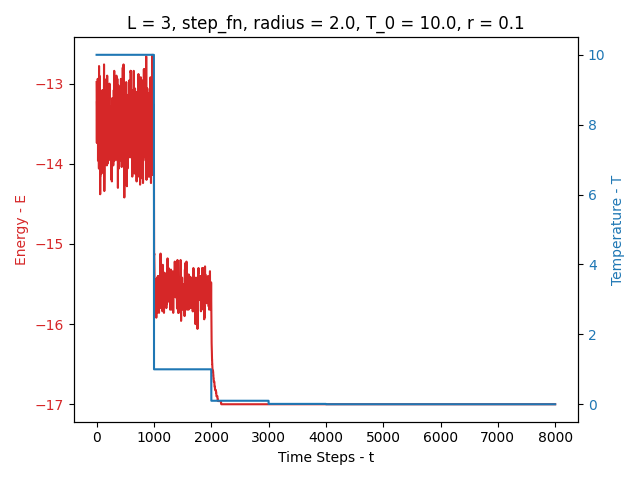 L = 3, step_fn, radius = 2.0, T_0 = 10.0, r = 0.1
−13
−14
−15
−16
−17
Energy - E
10
8
6
4
2
0
Temperature - T
0 1000 2000 3000 4000 5000 6000 7000 8000
Time Steps - t